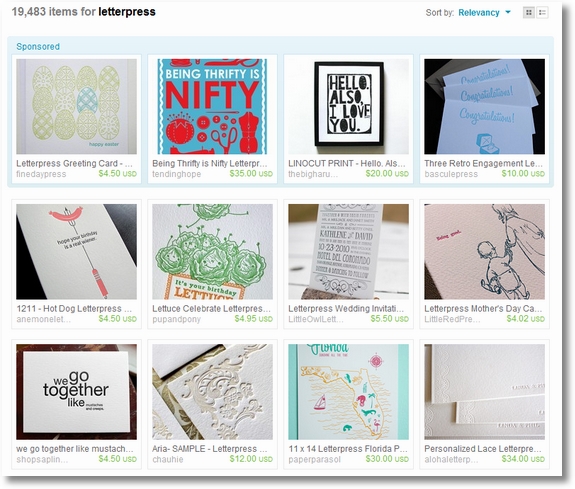 19,483 items for letterpress
Sort by: Relevancy
Sponsored
happy easter
BEING THRIFTY IS
NIFTY
HELLO.
ALSO,
I LOVE
YOU.
Congratulations!
Congratulations!
Congratulations!
Letterpress Greeting Card - ...
finedaypress $4.50 USD
Being Thrifty is Nifty Letterpr...
tendinghope $35.00 USD
LINOCUT PRINT - Hello. Als...
thebigharu... $20.00 USD
Three Retro Engagement Le...
basculepress $10.00 USD
hope your birthday
is a real wiener.
It's your birthday
LETTUCE
KATHLENE & DAVID
10·23·2010
HOTEL DEL CORONADO
Being good.
1211 - Hot Dog Letterpress ...
anemonelet... $4.50 USD
Lettuce Celebrate Letterpres...
pupandpony $4.95 USD
Letterpress Wedding Invitati...
LittleOwlLett... $5.50 USD
Letterpress Mother's Day Ca...
LittleRedPre... $4.02 USD
we go
together
like mustaches
and creeps.
Florida
we go together like mustach...
shopsaplin... $4.50 USD
Aria- SAMPLE - Letterpress ...
chauhie $12.00 USD
11 x 14 Letterpress Florida P...
paperparasol $30.00 USD
Personalized Lace Letterpre...
alohaletterp... $34.00 USD